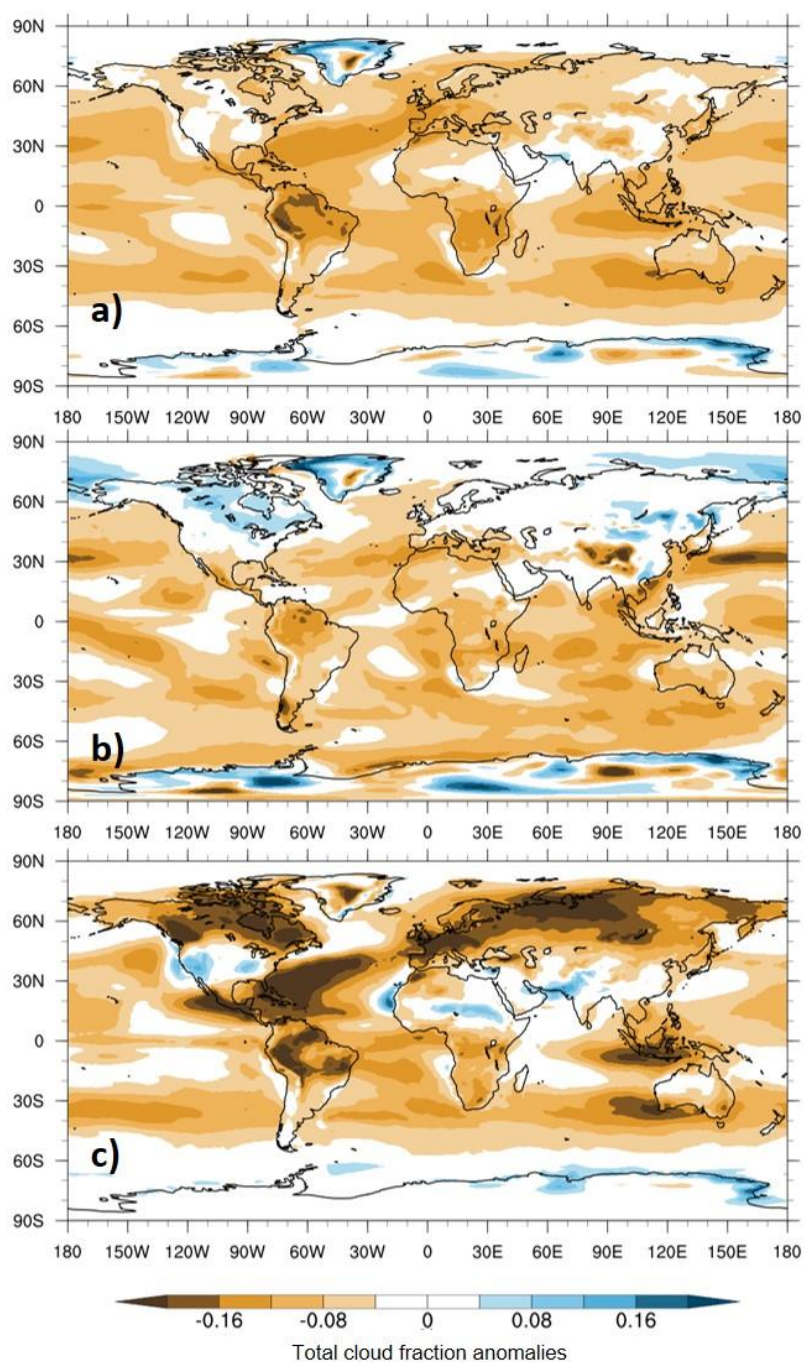 90N
60N
30N
0
30S
60S
90S
a)
180 150W 120W 90W 60W 30W 0 30E 60E 90E 120E 150E 180
90N
60N
30N
0
30S
60S
90S
b)
180 150W 120W 90W 60W 30W 0 30E 60E 90E 120E 150E 180
90N
60N
30N
0
30S
60S
90S
c)
180 150W 120W 90W 60W 30W 0 30E 60E 90E 120E 150E 180
-0.16 -0.08 0 0.08 0.16
Total cloud fraction anomalies